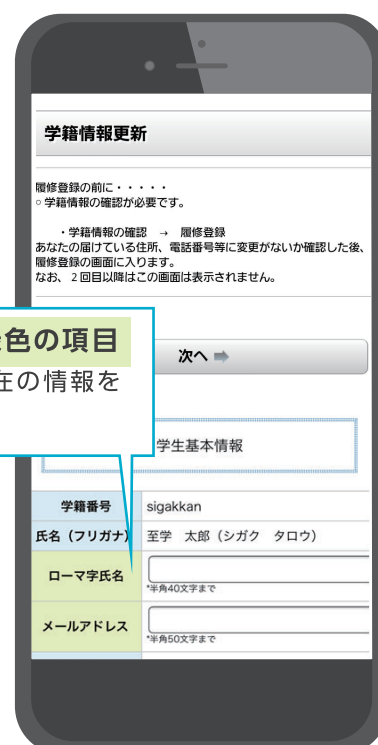 学籍情報更新
履修登録の前に・・・・・
○ 学籍情報の確認が必要です。
・学籍情報の確認 → 履修登録
あなたの届けている住所、電話番号等に変更がないか確認した後、
履修登録の画面に入ります。
なお、2回目以降はこの画面は表示されません。
色の項目
在の情報を
次へ ➡
学生基本情報
学籍番号 sigakkan
氏名（フリガナ） 至学 太郎（シガク タロウ）
ローマ字氏名
*半角40文字まで
メールアドレス
*半角50文字まで